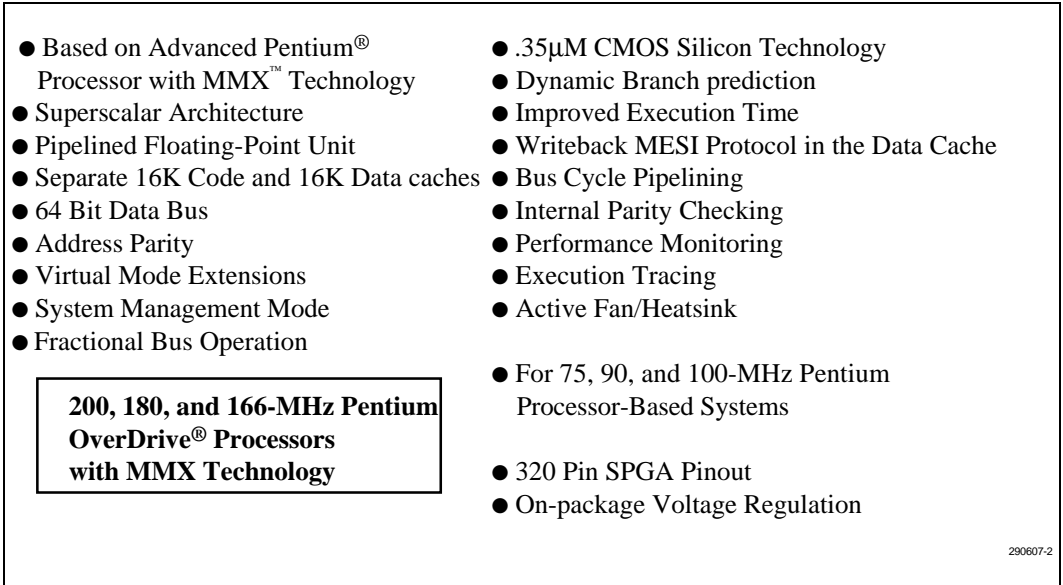 ● Based on Advanced Pentium®
Processor with MMX™ Technology
● Superscalar Architecture
● Pipelined Floating-Point Unit
● Separate 16K Code and 16K Data caches
● 64 Bit Data Bus
● Address Parity
● Virtual Mode Extensions
● System Management Mode
● Fractional Bus Operation
200, 180, and 166-MHz Pentium
OverDrive® Processors
with MMX Technology
● .35µM CMOS Silicon Technology
● Dynamic Branch prediction
● Improved Execution Time
● Writeback MESI Protocol in the Data Cache
● Bus Cycle Pipelining
● Internal Parity Checking
● Performance Monitoring
● Execution Tracing
● Active Fan/Heatsink
● For 75, 90, and 100-MHz Pentium
Processor-Based Systems
● 320 Pin SPGA Pinout
● On-package Voltage Regulation
290607-2